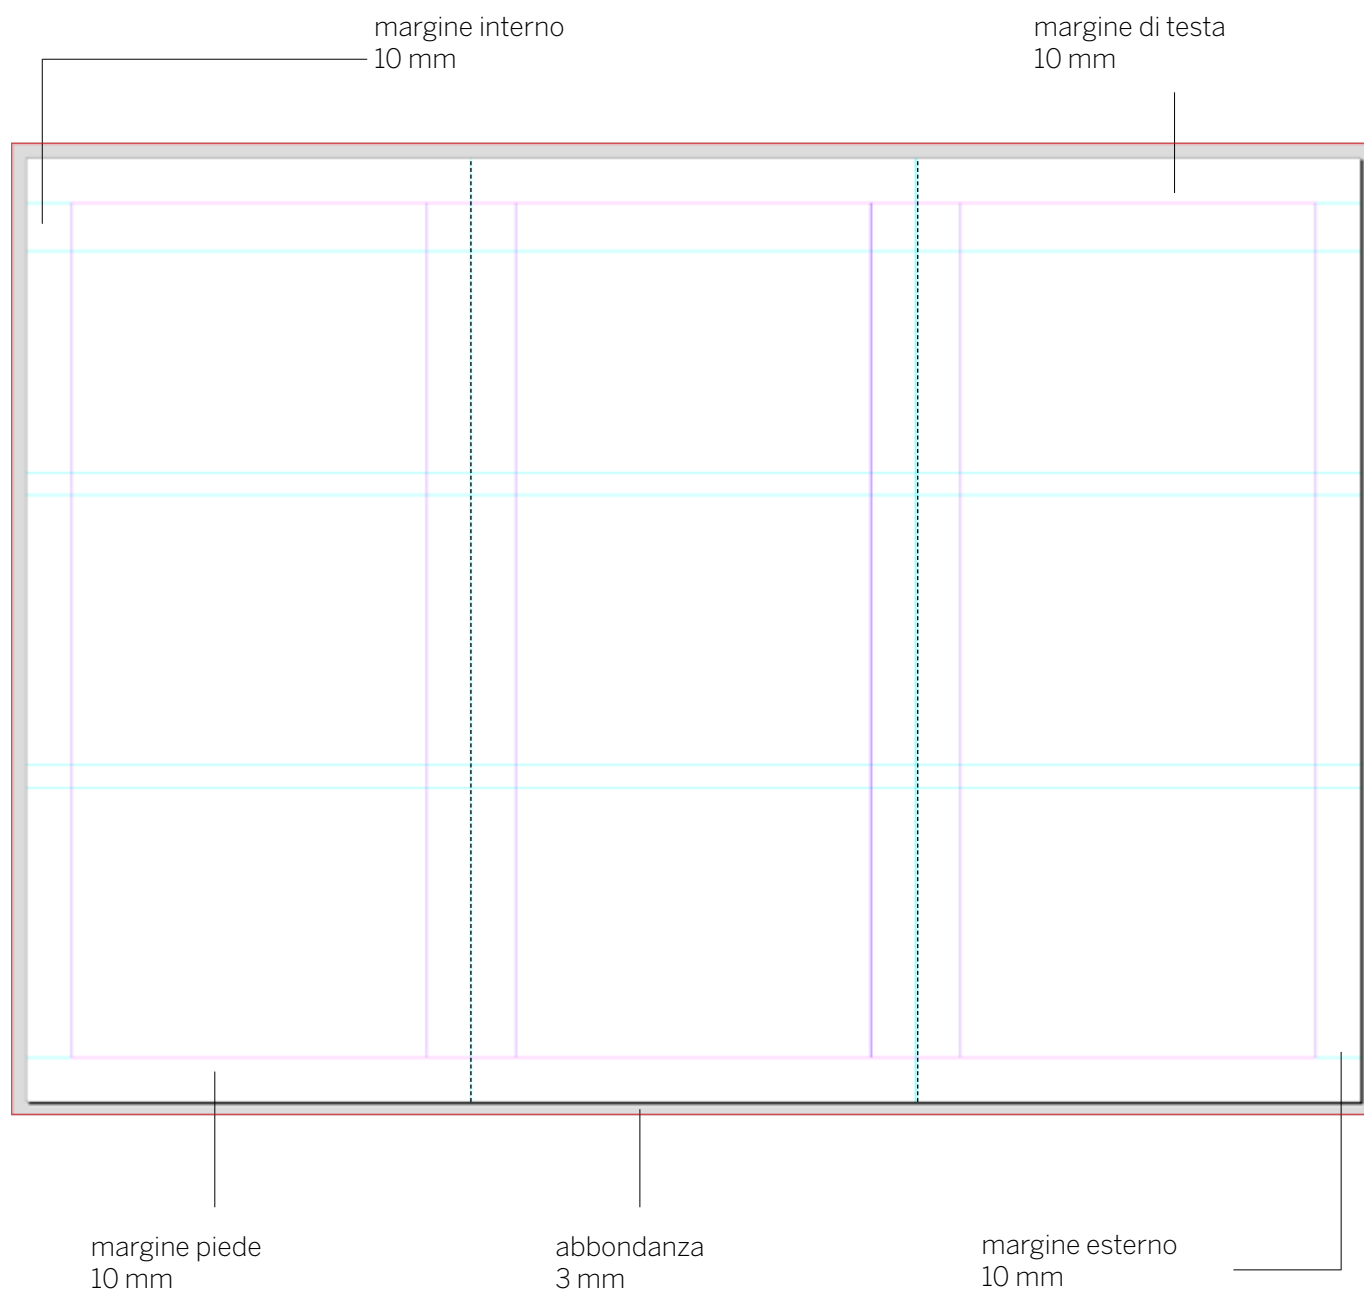 margine interno
10 mm
margine di testa
10 mm
margine piede
10 mm
abbondanza
3 mm
margine esterno
10 mm